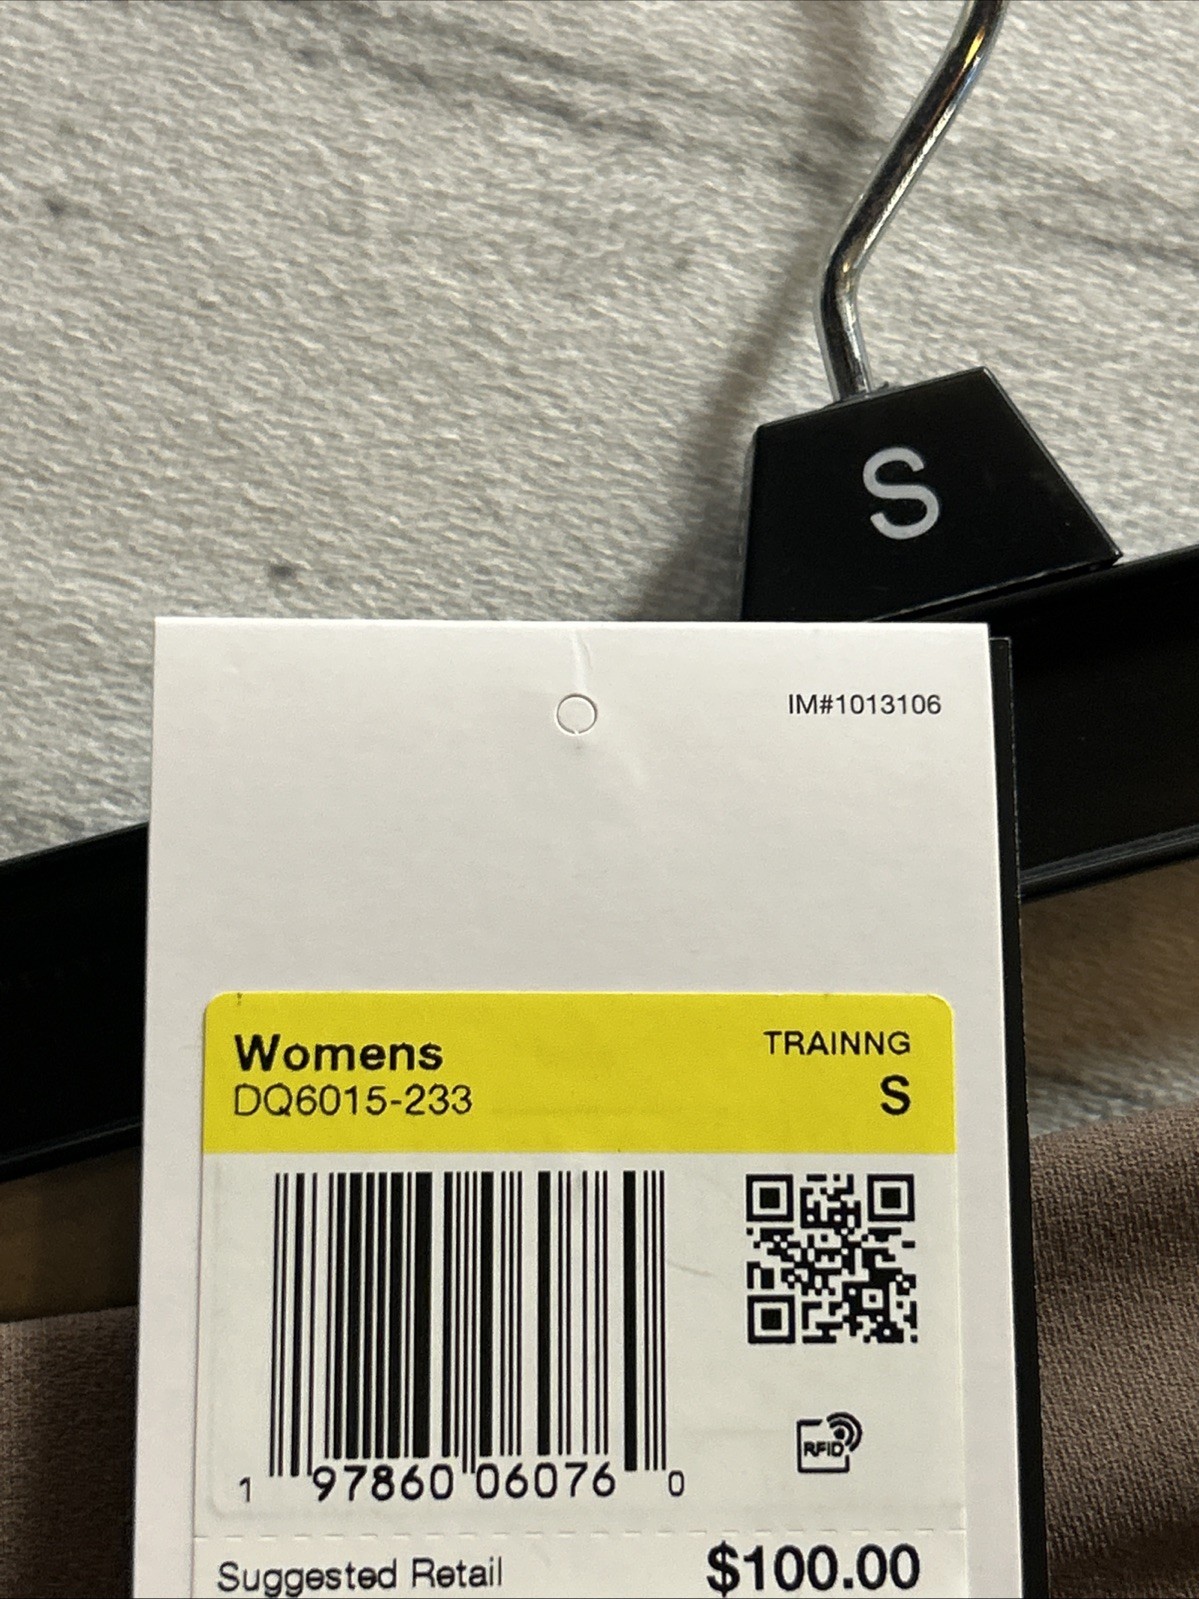 S
IM#1013106
Womens
TRAINNG
DQ6015-233
S
1 97860 06076 0
RFID
Suggested Retail
$100.00